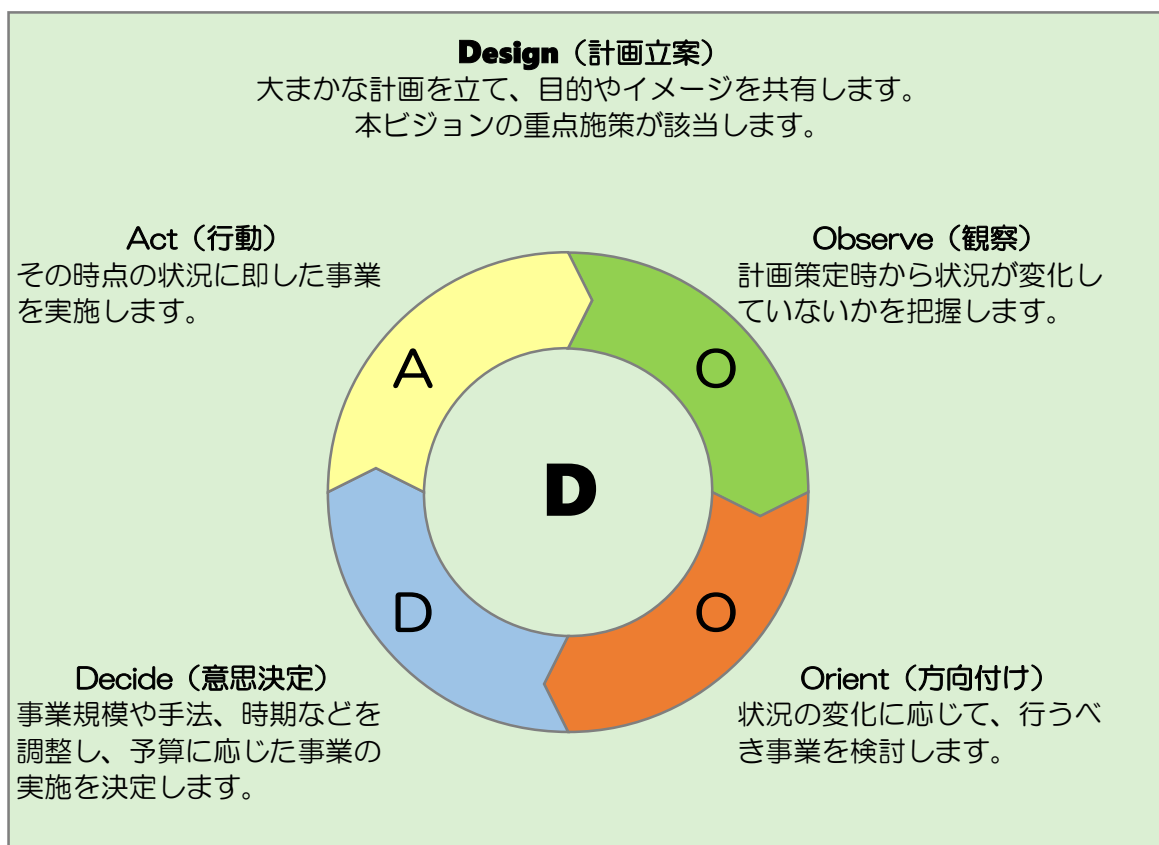 Design（計画立案）
大まかな計画を立て、目的やイメージを共有します。
本ビジョンの重点施策が該当します。
Act（行動）
その時点の状況に即した事業
を実施します。
Observe（観察）
計画策定時から状況が変化し
ていないかを把握します。
A
O
D
D
O
Decide（意思決定）
事業規模や手法、時期などを
調整し、予算に応じた事業の
実施を決定します。
Orient（方向付け）
状況の変化に応じて、行うべ
き事業を検討します。